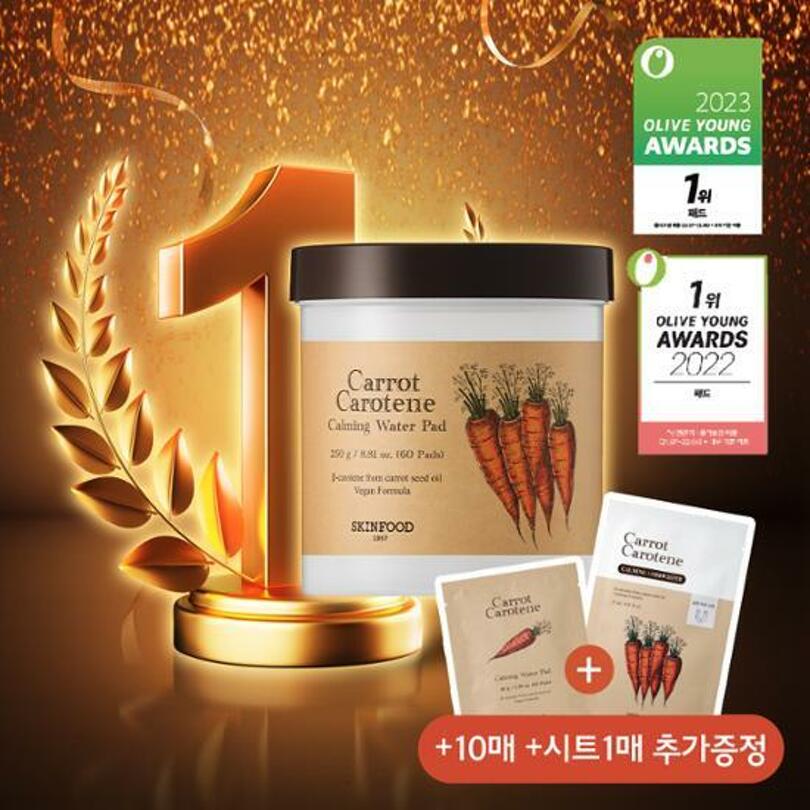 2023
OLIVE YOUNG
AWARDS
1위
패드
1위
OLIVE YOUNG
AWARDS
2022
패드
1
Carrot
Carotene
Calming Water Pad
250 g / 8.81 oz. (60 Pads)
β-carotene from carrot seed oil
Vegan Formula
SKINFOOD
1957
Carrot
Carotene
Calming Water Pad
Carrot
Carotene
+
+10매 +시트1매 추가증정